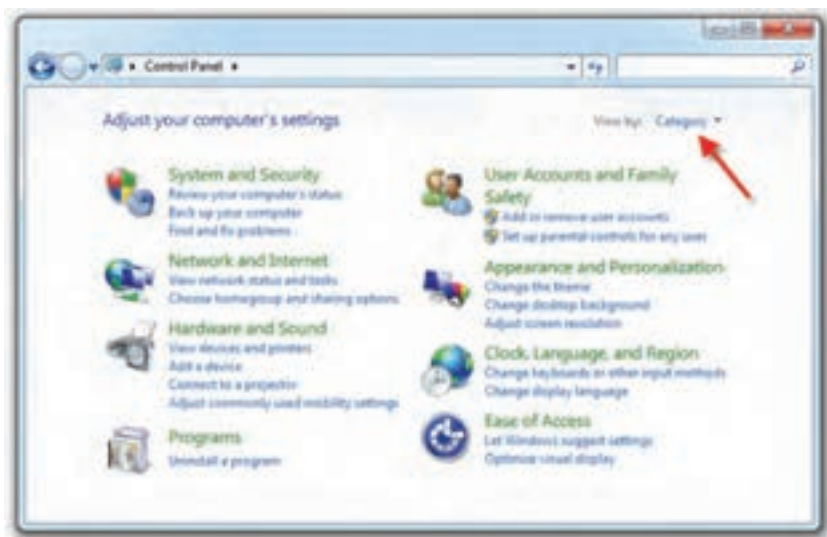 Control Panel
Adjust your computer's settings
View by: Category
System and Security
Review your computer's status
Back up your computer
Find and fix problems
Network and Internet
View network status and tasks
Choose homegroup and sharing options
Hardware and Sound
View devices and printers
Add a device
Connect to a projector
Adjust commonly used mobility settings
Programs
Uninstall a program
User Accounts and Family
Safety
Add or remove user accounts
Set up parental controls for any user
Appearance and Personalization
Change the theme
Change desktop background
Adjust screen resolution
Clock, Language, and Region
Change keyboards or other input methods
Change display language
Ease of Access
Let Windows suggest settings
Optimize visual display